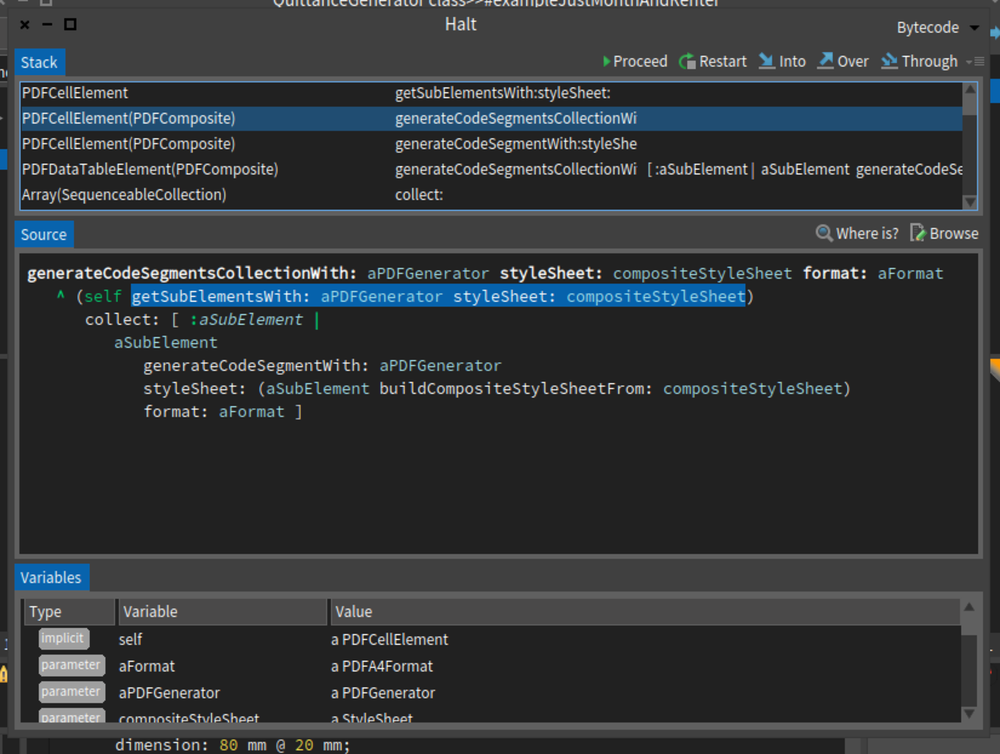 QuittanceGenerator class>>#exampleJustMonthAndRenter
Halt
Bytecode
Stack
Proceed Restart Into Over Through
PDFCellElement getSubElementsWith:styleSheet:
PDFCellElement(PDFComposite) generateCodeSegmentsCollectionWi
PDFCellElement(PDFComposite) generateCodeSegmentWith:styleShe
PDFDataTableElement(PDFComposite) generateCodeSegmentsCollectionWi [ :aSubElement | aSubElement generateCodeSe
Array(SequenceableCollection) collect:
Source
Where is? Browse
generateCodeSegmentsCollectionWith: aPDFGenerator styleSheet: compositeStyleSheet format: aFormat
^ (self getSubElementsWith: aPDFGenerator styleSheet: compositeStyleSheet)
collect: [ :aSubElement |
aSubElement
generateCodeSegmentWith: aPDFGenerator
styleSheet: (aSubElement buildCompositeStyleSheetFrom: compositeStyleSheet)
format: aFormat ]
Variables
Type Variable Value
implicit self a PDFCellElement
parameter aFormat a PDFA4Format
parameter aPDFGenerator a PDFGenerator
parameter compositeStyleSheet a StyleSheet
dimension: 80 mm @ 20 mm;